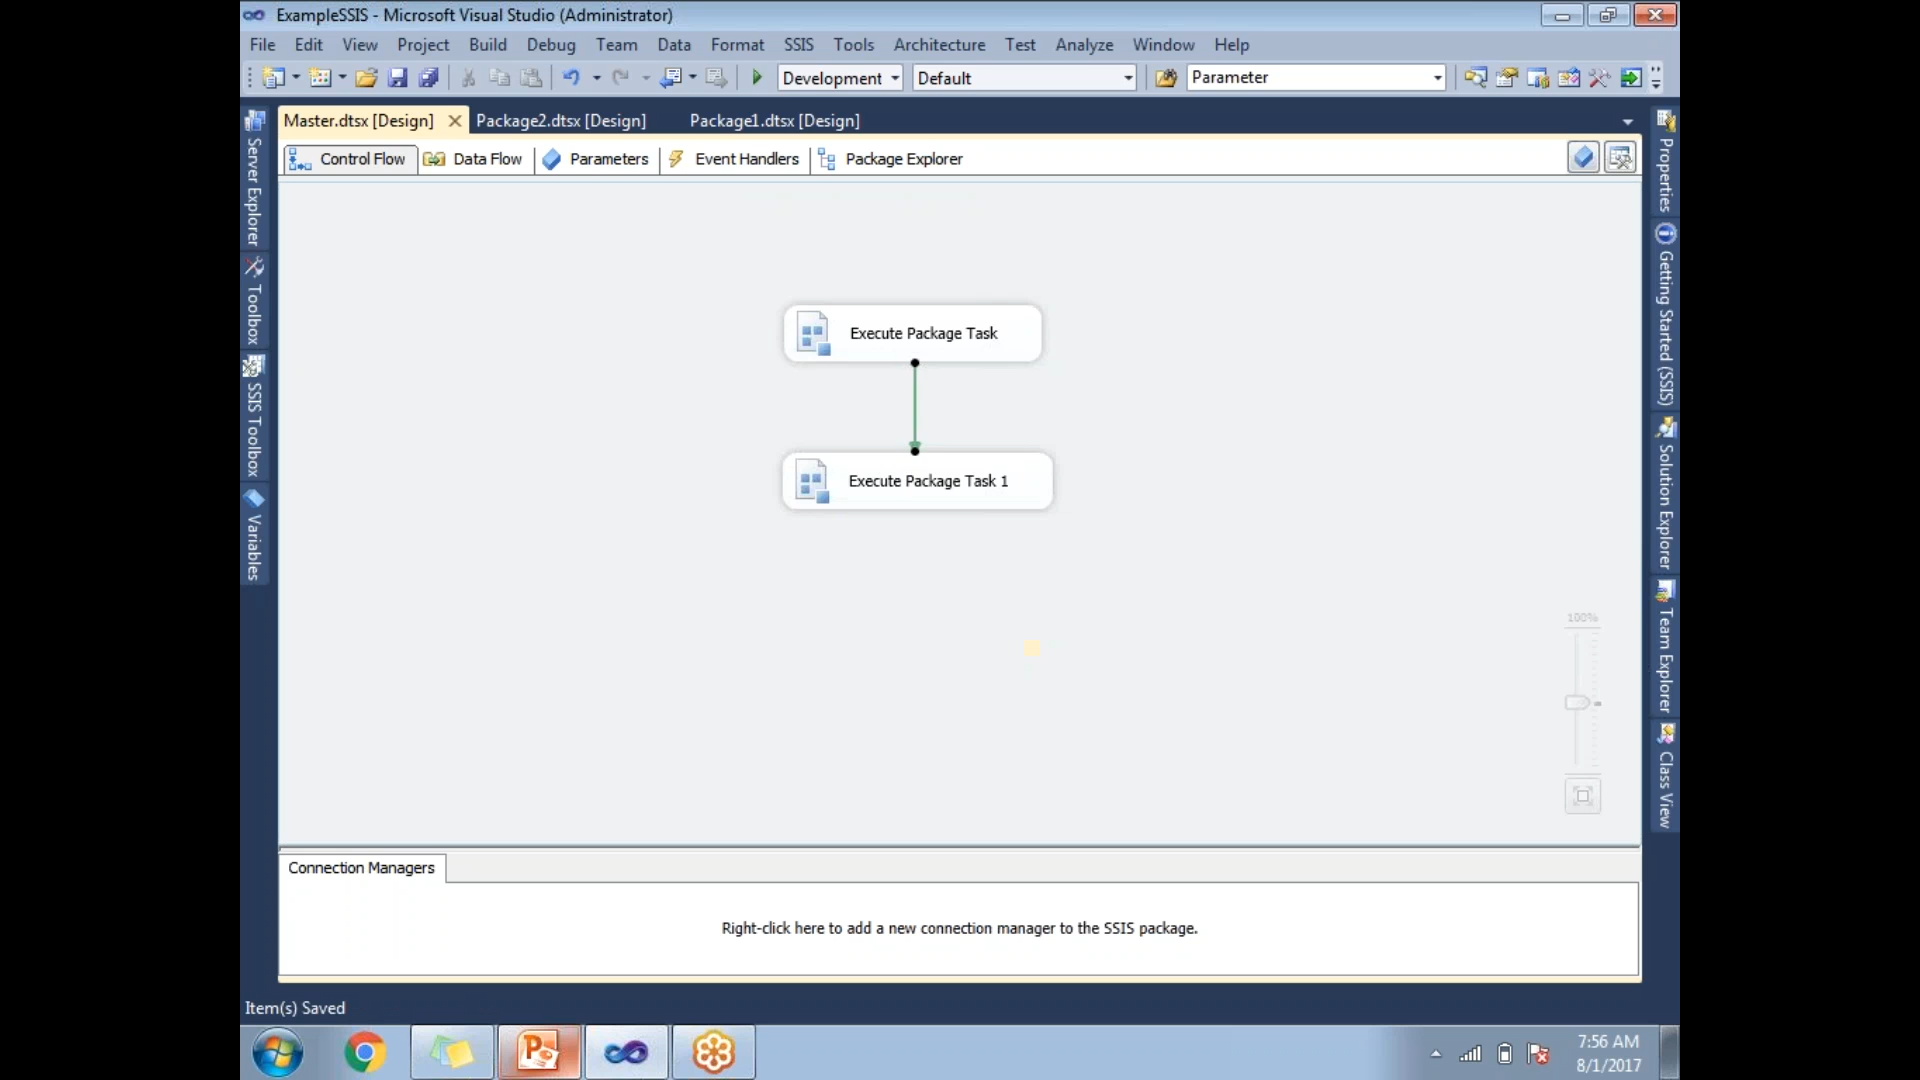 ExampleSSIS - Microsoft Visual Studio (Administrator)
File Edit View Project Build Debug Team Data Format SSIS Tools Architecture Test Analyze Window Help
Development Default Parameter
Master.dtsx [Design] Package2.dtsx [Design] Package1.dtsx [Design]
Control Flow Data Flow Parameters Event Handlers Package Explorer
Server Explorer
Toolbox
SSIS Toolbox
Variables
Execute Package Task
Execute Package Task 1
100%
Properties
Getting Started (SSIS)
Solution Explorer
Team Explorer
Class View
Connection Managers
Right-click here to add a new connection manager to the SSIS package.
Item(s) Saved
7:56 AM
8/1/2017